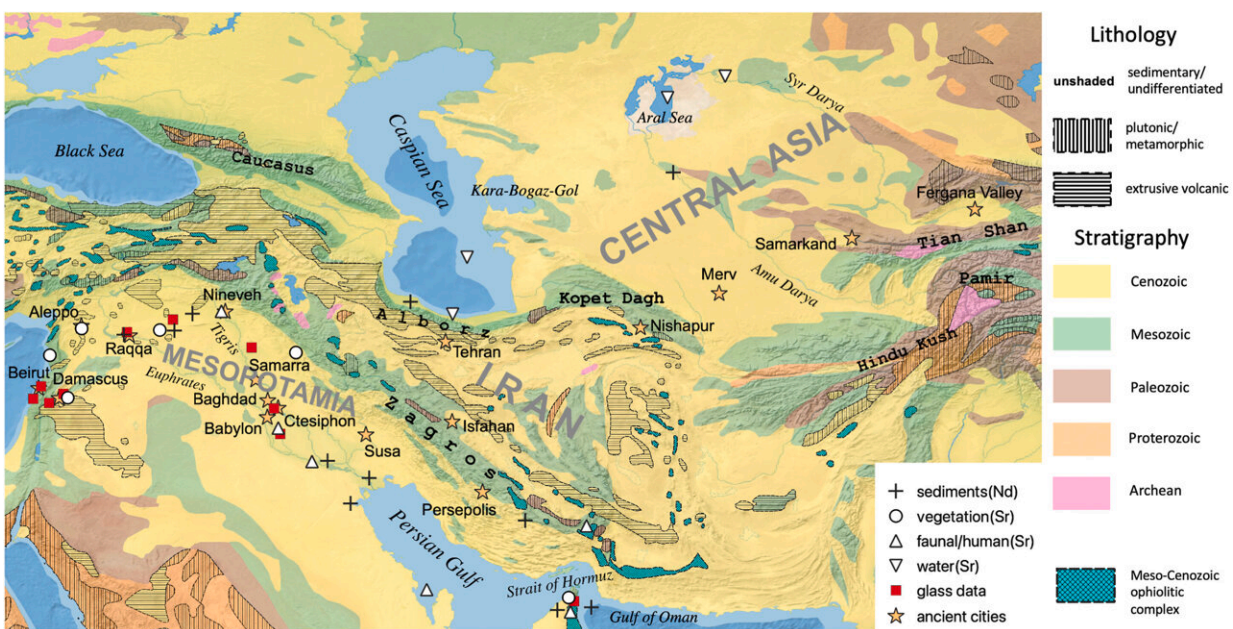 Black Sea
Caucasus
Caspian Sea
Kara-Bogaz-Gol
Aral Sea
Syr Darya
CENTRAL ASIA
Fergana Valley
Samarkand
Tian Shan
Merv
Amu Darya
Pamir
Kopet Dagh
Nishapur
Hindu Kush
Alborz
Tehran
IRAN
Nineveh
Aleppo
Raqqa
Tigris
MESOROTAMIA
Samarra
Euphrates
Beirut
Damascus
Baghdad
Ctesiphon
Babylon
Susa
Zagros
Isfahan
Persepolis
Persian Gulf
Strait of Hormuz
Gulf of Oman
sediments(Nd)
vegetation(Sr)
faunal/human(Sr)
water(Sr)
glass data
ancient cities
Lithology
unshaded
sedimentary/
undifferentiated
plutonic/
metamorphic
extrusive volcanic
Stratigraphy
Cenozoic
Mesozoic
Paleozoic
Proterozoic
Archean
Meso-Cenozoic
ophiolitic
complex